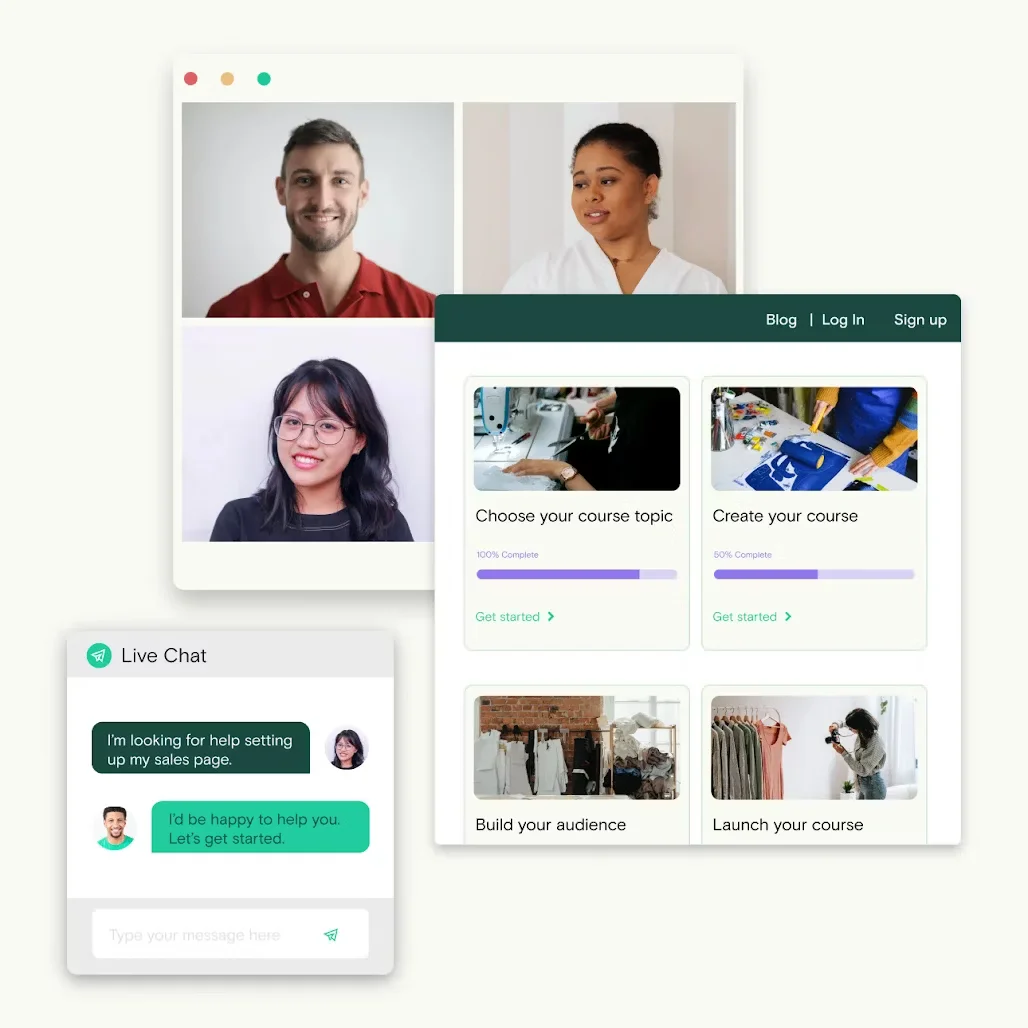 Blog | Log In Sign up
Choose your course topic
100% Complete
Get started
Create your course
50% Complete
Get started
Build your audience
Launch your course
Live Chat
I'm looking for help setting
up my sales page.
I'd be happy to help you.
Let's get started.
Type your message here